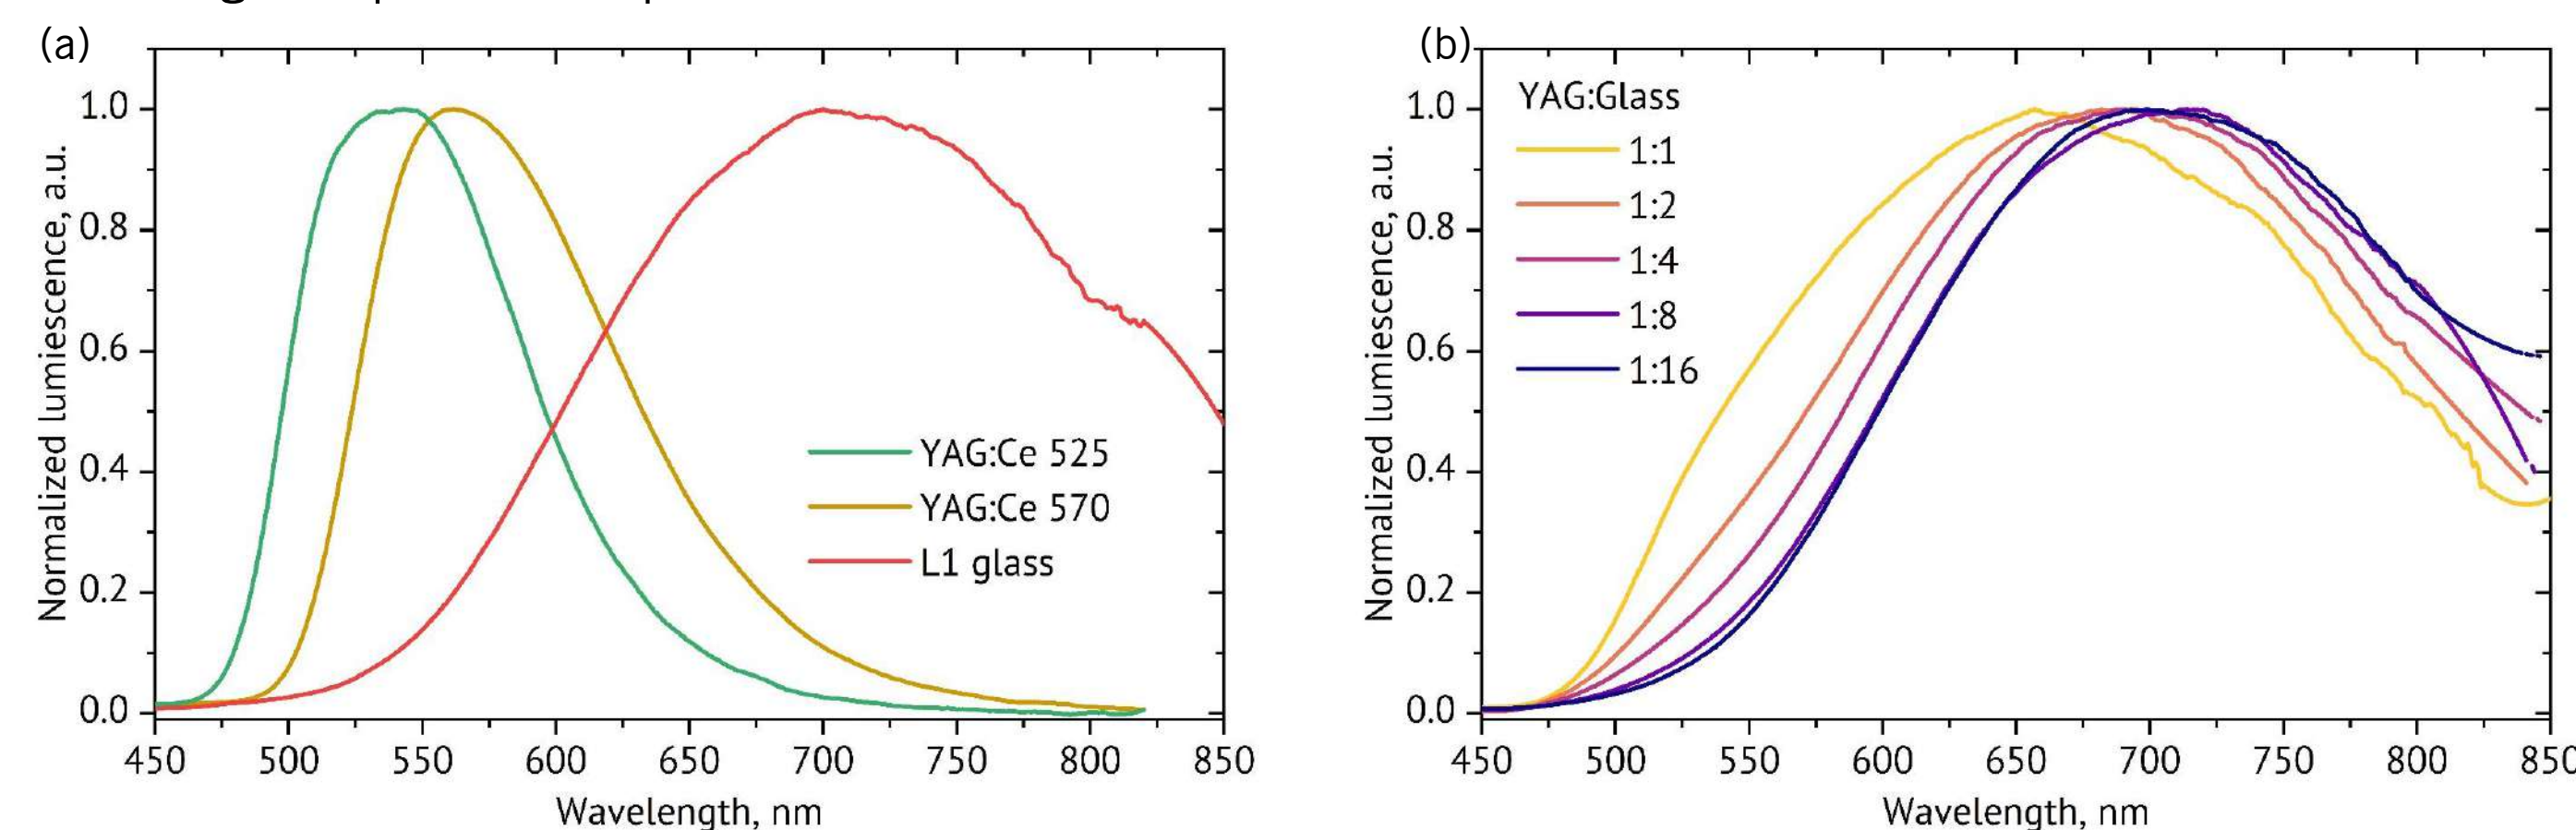 (a)
Normalized lumiescence, a.u.
1.0
0.8
0.6
0.4
0.2
0.0
YAG:Ce 525
YAG:Ce 570
L1 glass
450 500 550 600 650 700 750 800 850
Wavelength, nm
(b)
Normalized lumiescence, a.u.
1.0
0.8
0.6
0.4
0.2
0.0
YAG:Glass
1:1
1:2
1:4
1:8
1:16
450 500 550 600 650 700 750 800 850
Wavelength, nm